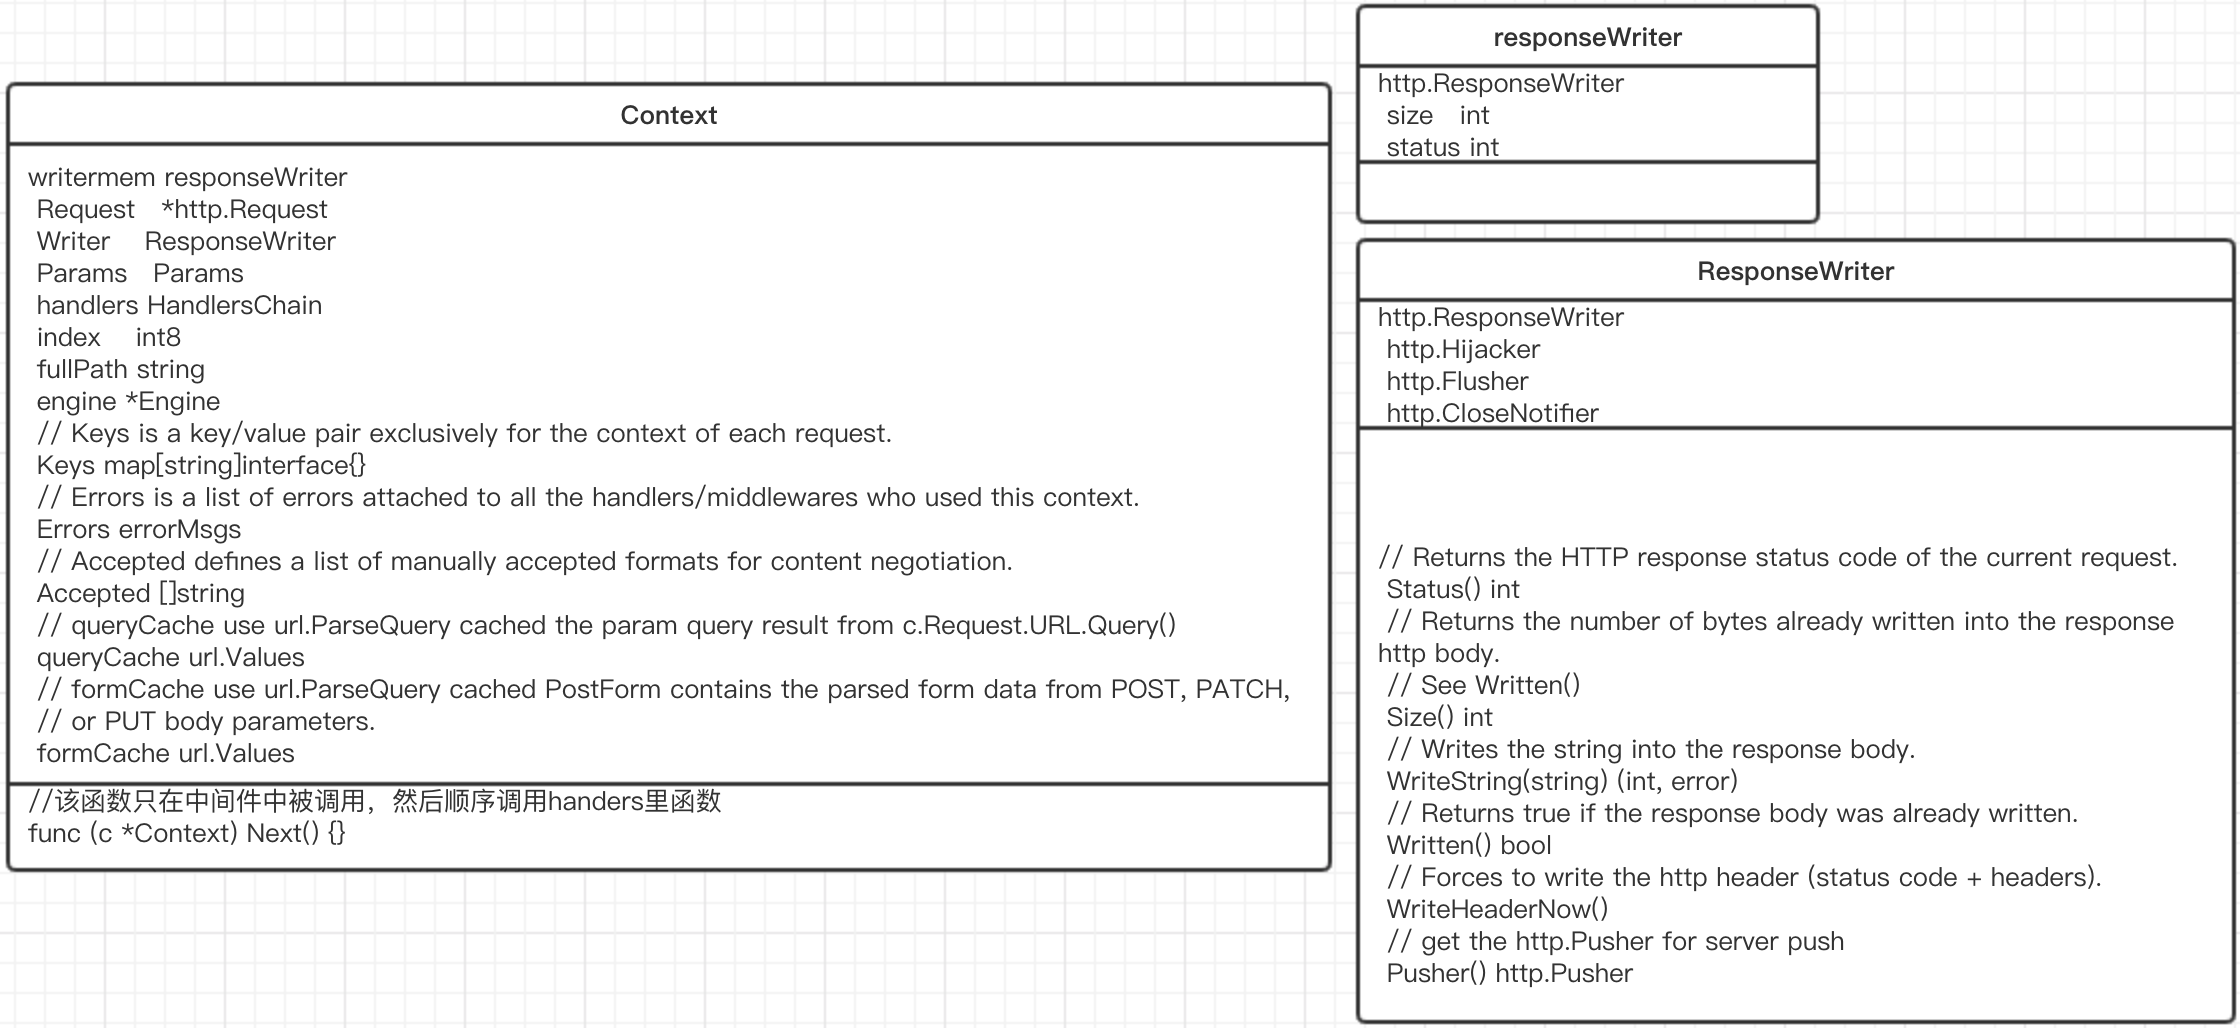 Context
writermem responseWriter
Request *http.Request
Writer ResponseWriter
Params Params
handlers HandlersChain
index int8
fullPath string
engine *Engine
// Keys is a key/value pair exclusively for the context of each request.
Keys map[string]interface{}
// Errors is a list of errors attached to all the handlers/middlewares who used this context.
Errors errorMsgs
// Accepted defines a list of manually accepted formats for content negotiation.
Accepted []string
// queryCache use url.ParseQuery cached the param query result from c.Request.URL.Query()
queryCache url.Values
// formCache use url.ParseQuery cached PostForm contains the parsed form data from POST, PATCH,
// or PUT body parameters.
formCache url.Values
//该函数只在中间件中被调用，然后顺序调用handers里函数
func (c *Context) Next() {}
responseWriter
http.ResponseWriter
size int
status int
ResponseWriter
http.ResponseWriter
http.Hijacker
http.Flusher
http.CloseNotifier
// Returns the HTTP response status code of the current request.
Status() int
// Returns the number of bytes already written into the response
http body.
// See Written()
Size() int
// Writes the string into the response body.
WriteString(string) (int, error)
// Returns true if the response body was already written.
Written() bool
// Forces to write the http header (status code + headers).
WriteHeaderNow()
// get the http.Pusher for server push
Pusher() http.Pusher